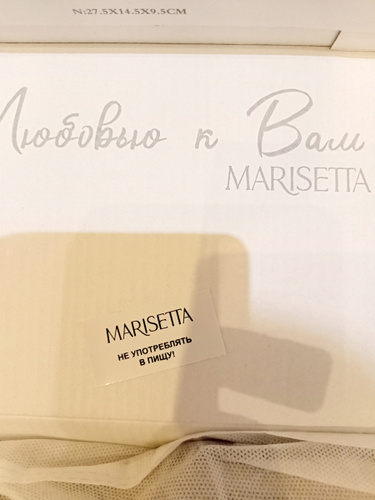 N:27.5X14.5X9.5CM
Любовью к Вам
MARISETTA
MARISETTA
НЕ УПОТРЕБЛЯТЬ
В ПИЩУ!